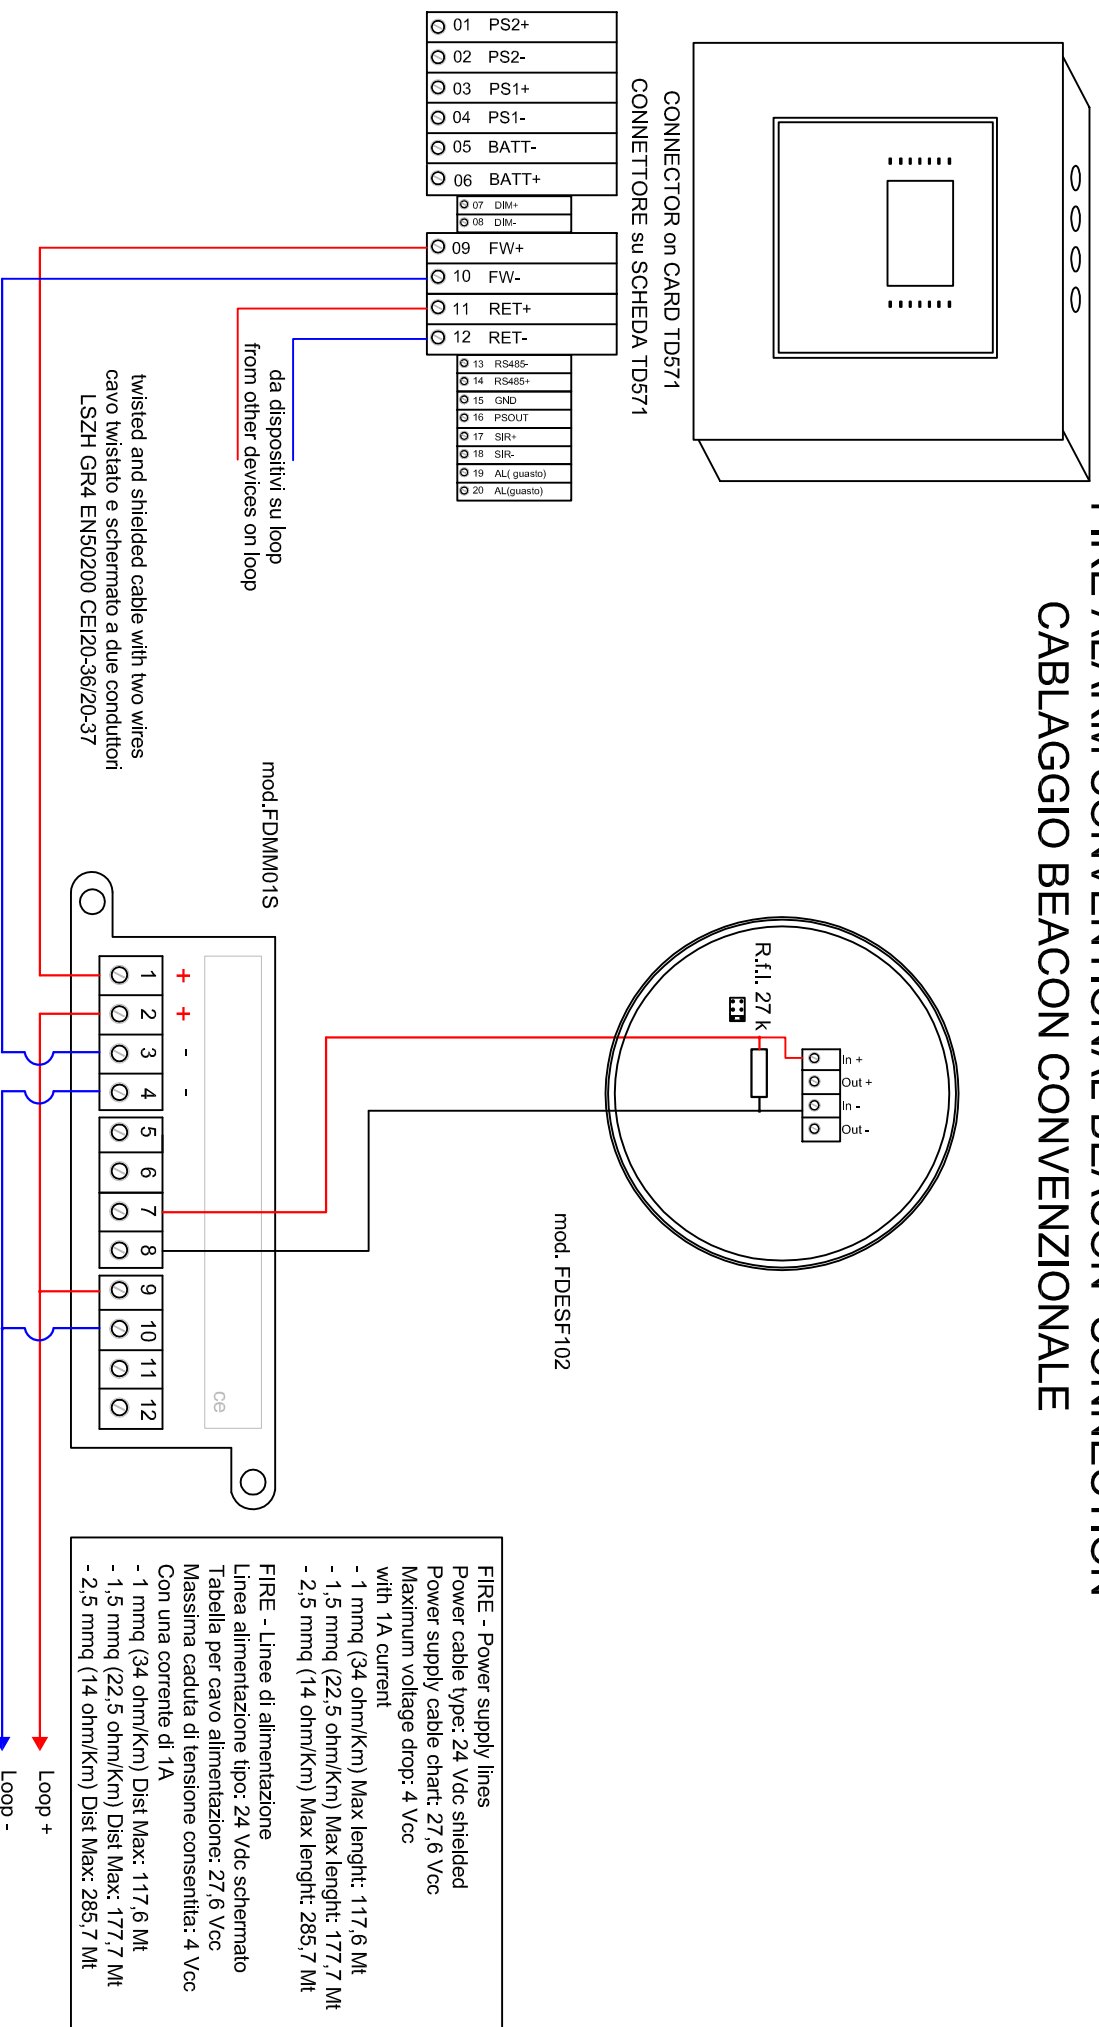 FIRE ALARM CONVENTIONAL BEACON CONNECTION
CABLAGGIO BEACON CONVENZIONALE
CONNECTOR on CARD TD571
CONNETTORE su SCHEDA TD571
01 PS2+
02 PS2-
03 PS1+
04 PS1-
05 BATT-
06 BATT+
07 DIM+
08 DIM-
09 FW+
10 FW-
11 RET+
12 RET-
13 RS485-
14 RS485+
15 GND
16 PSOUT
17 SIR+
18 SIR-
19 AL( guasto)
20 AL(guasto)
da dispositivi su loop
from other devices on loop
twisted and shielded cable with two wires
cavo twistato e schermato a due conduttori
LSZH GR4 EN50200 CEI20-36/20-37
R.f.l. 27 k
In +
Out +
In -
Out -
mod. FDESF102
mod.FDMM01S
+ + - -
1 2 3 4 5 6 7 8 9 10 11 12
ce
FIRE - Power supply lines
Power cable type: 24 Vdc shielded
Power supply cable chart: 27,6 Vcc
Maximum voltage drop: 4 Vcc
with 1A current
- 1 mmq (34 ohm/Km) Max lenght: 117,6 Mt
- 1,5 mmq (22,5 ohm/Km) Max lenght: 177,7 Mt
- 2,5 mmq (14 ohm/Km) Max lenght: 285,7 Mt
FIRE - Linee di alimentazione
Linea alimentazione tipo: 24 Vdc schermato
Tabella per cavo alimentazione: 27,6 Vcc
Massima caduta di tensione consentita: 4 Vcc
Con una corrente di 1A
- 1 mmq (34 ohm/Km) Dist Max: 117,6 Mt
- 1,5 mmq (22,5 ohm/Km) Dist Max: 177,7 Mt
- 2,5 mmq (14 ohm/Km) Dist Max: 285,7 Mt
Loop +
Loop -